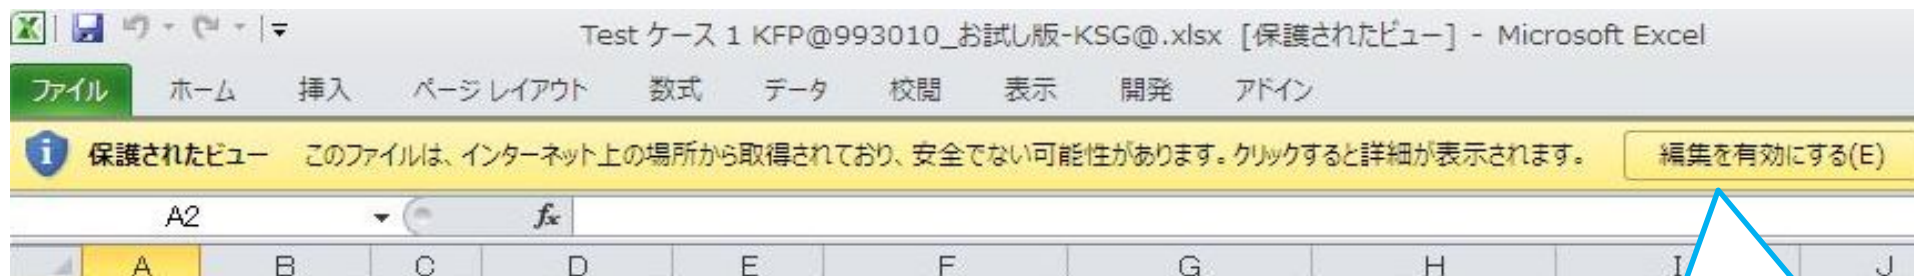 Test ケース 1 KFP@993010_お試し版-KSG@.xlsx [保護されたビュー] - Microsoft Excel
ファイル ホーム 挿入 ページ レイアウト 数式 データ 校閲 表示 開発 アドイン
保護されたビュー このファイルは、インターネット上の場所から取得されており、安全でない可能性があります。クリックすると詳細が表示されます。 編集を有効にする(E)
A2 fx
A B C D E F G H I J